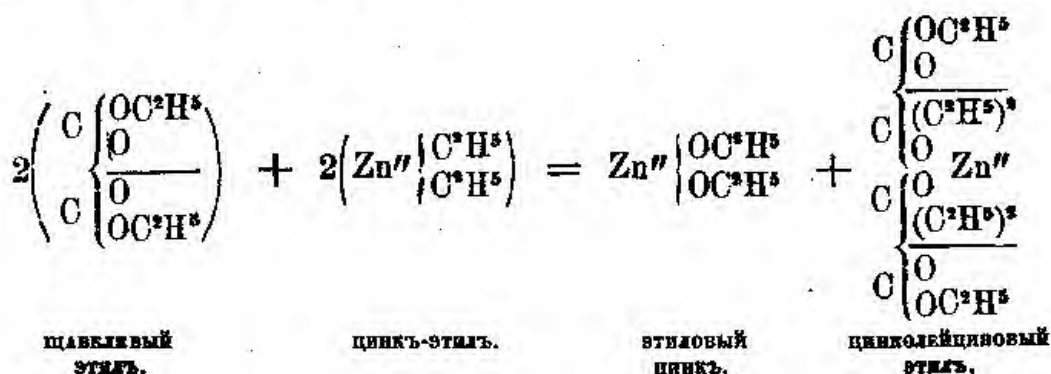 2(C{OC²H⁵ O / C{O OC²H⁵) + 2(Zn″{C²H⁵ C²H⁵) = Zn″{OC²H⁵ OC²H⁵ +
C{OC²H⁵
O
C{(C²H⁵)²
O
Zn″
C{O
(C²H⁵)²
C{O
OC²H⁵
щавелевый
этилъ.
цинкъ-этилъ.
этиловый
цинкъ.
цинколейциновый
этилъ.